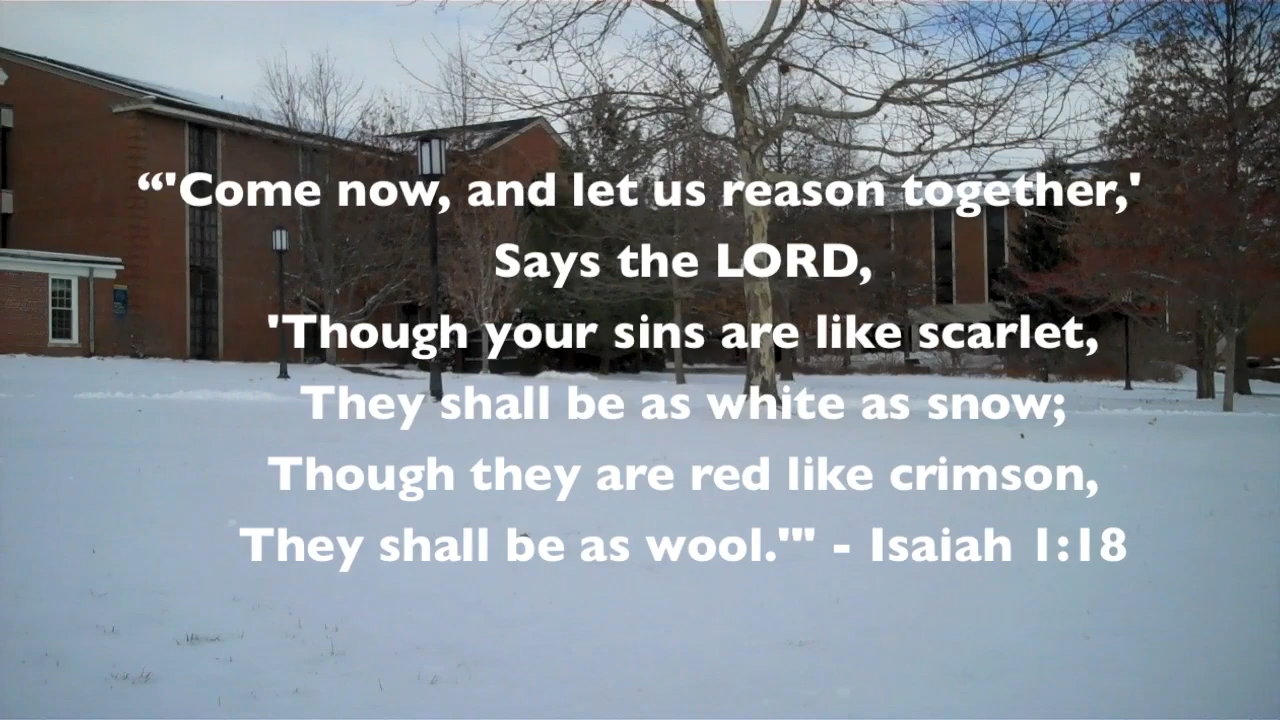 “'Come now, and let us reason together,'
Says the LORD,
'Though your sins are like scarlet,
They shall be as white as snow;
Though they are red like crimson,
They shall be as wool.'" - Isaiah 1:18